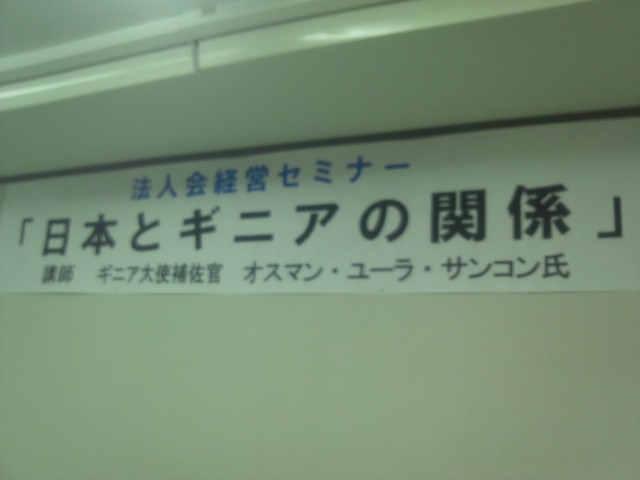 法人会経営セミナー
「日本とギニアの関係」
講師 ギニア大使補佐官 オスマン・ユーラ・サンコン氏